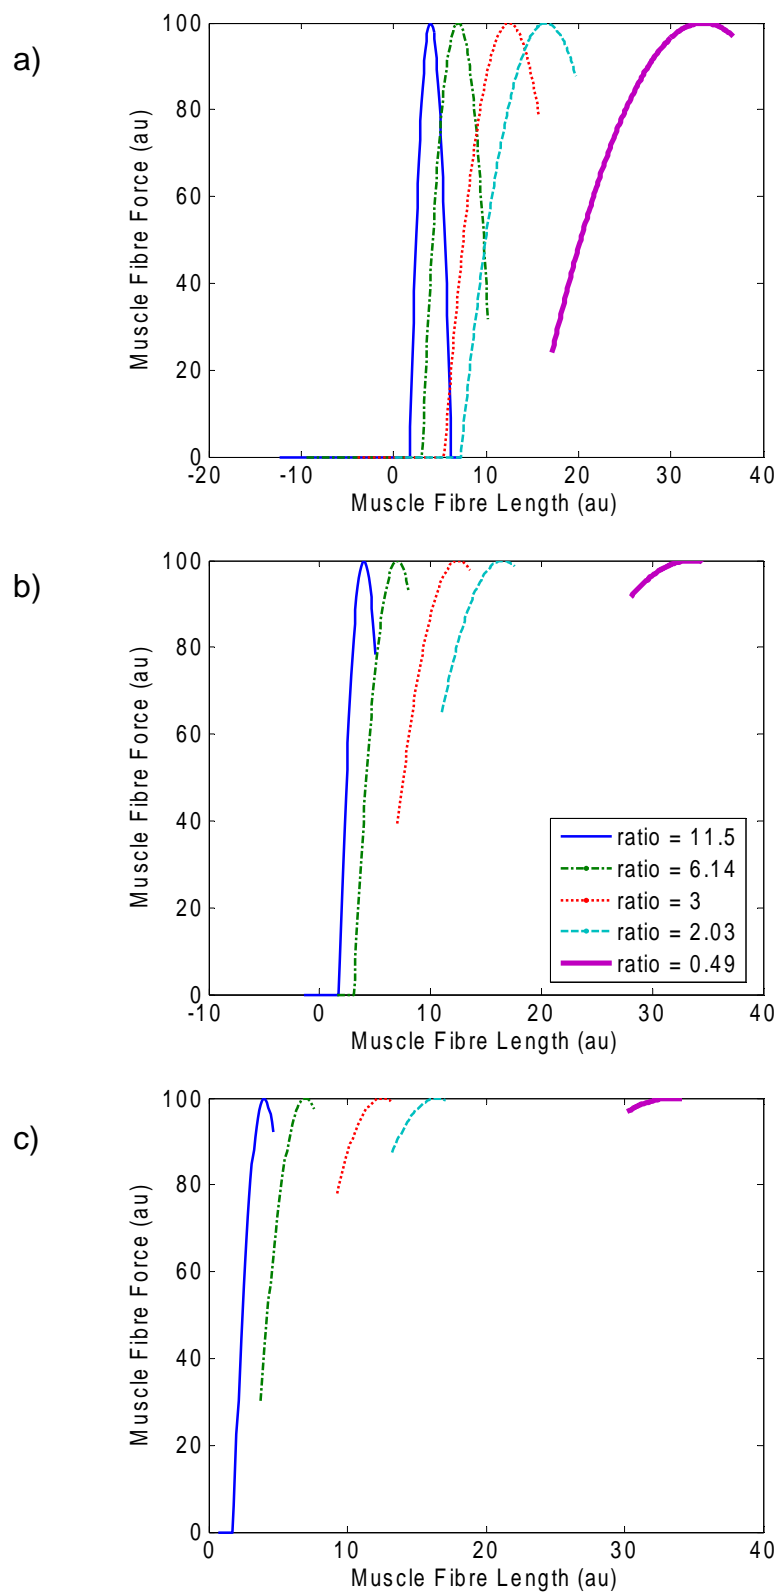 a)
Muscle Fibre Force (au)
100
80
60
40
20
0
-20 -10 0 10 20 30 40
Muscle Fibre Length (au)
b)
Muscle Fibre Force (au)
100
80
60
40
20
0
ratio = 11.5
ratio = 6.14
ratio = 3
ratio = 2.03
ratio = 0.49
-10 0 10 20 30 40
Muscle Fibre Length (au)
c)
Muscle Fibre Force (au)
100
80
60
40
20
0
0 10 20 30 40
Muscle Fibre Length (au)